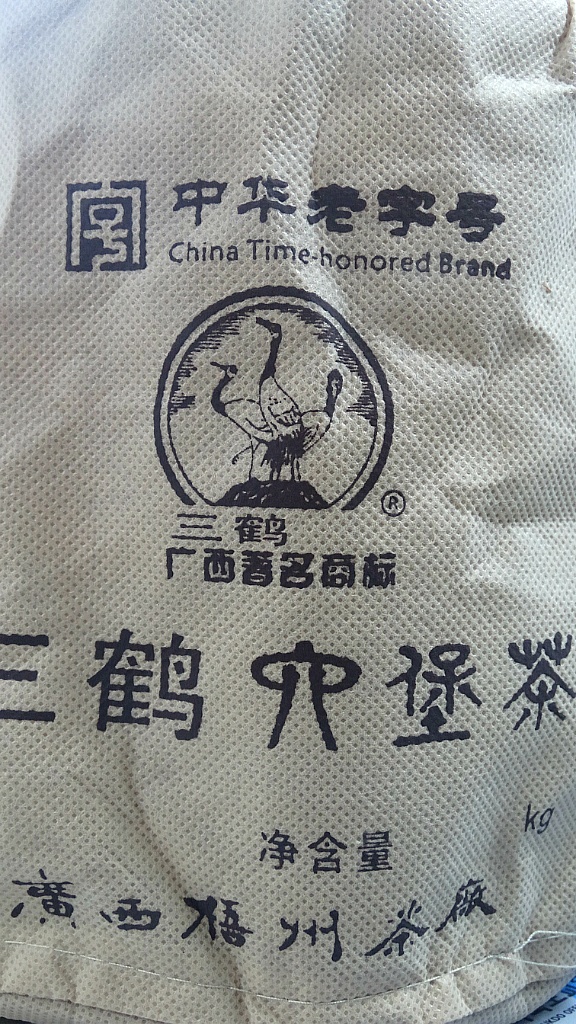 中华老字号
China Time-honored Brand
®
三鹤
广西著名商标
三鹤六堡茶
kg
净含量
廣西梧州茶廠